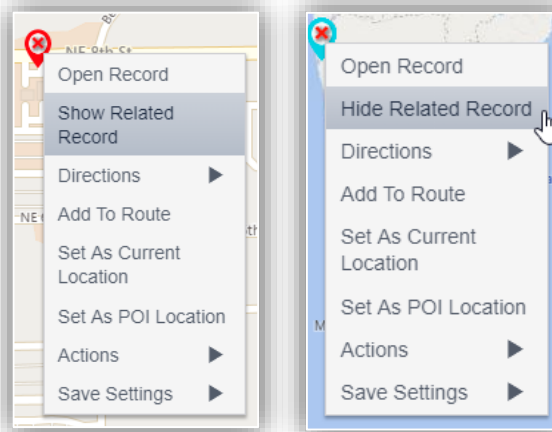 NE 8th St
Open Record
Show Related
Record
Directions
Add To Route
Set As Current
Location
Set As POI Location
Actions
Save Settings
Open Record
Hide Related Record
Directions
Add To Route
Set As Current
Location
Set As POI Location
Actions
Save Settings